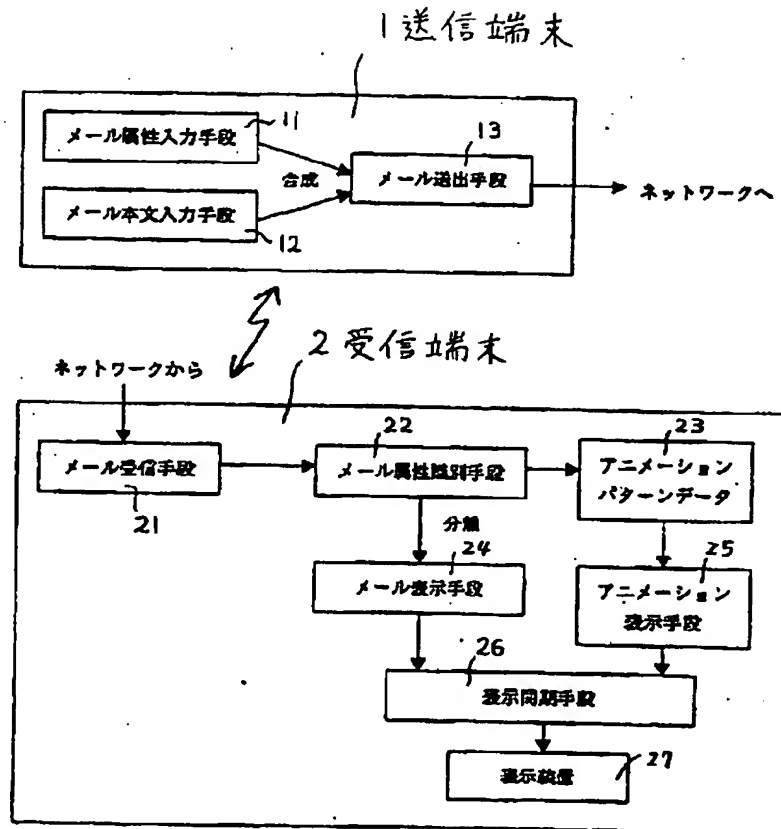 1 送信端末
メール属性入力手段
11
メール本文入力手段
12
合成
メール送出手段
13
ネットワークへ
2 受信端末
ネットワークから
メール受信手段
21
メール属性識別手段
22
アニメーション
パターンデータ
23
分離
メール表示手段
24
アニメーション
表示手段
25
表示同期手段
26
表示装置
27